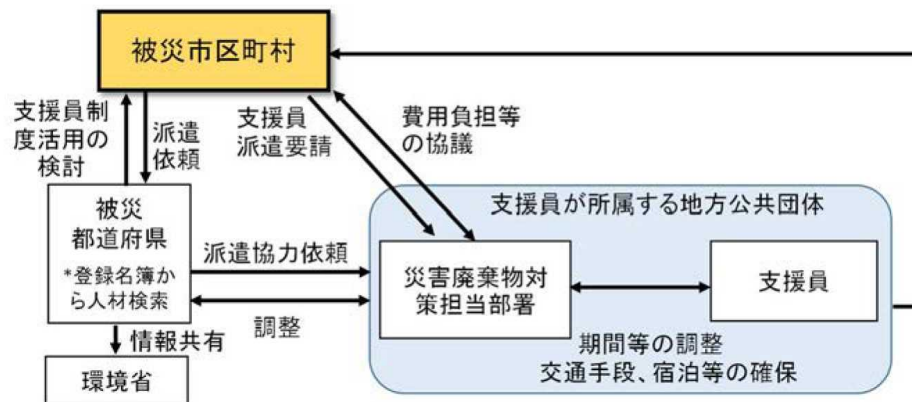 被災市区町村
支援員制
度活用の
検討
派遣
依頼
支援員
派遣要請
費用負担等
の協議
被災
都道府県
*登録名簿か
ら人材検索
派遣協力依頼
調整
情報共有
環境省
支援員が所属する地方公共団体
災害廃棄物対
策担当部署
支援員
期間等の調整
交通手段、宿泊等の確保